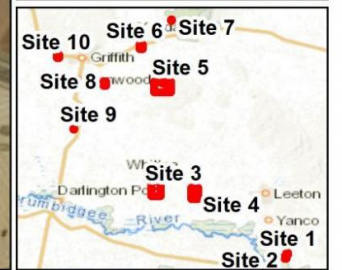 Site 7
Site 6
Site 10
Griffith
Site 5
Site 8
Site 9
Site 3
Darlington Po
Site 4
Leeton
River
Yanco
Site 1
Site 2